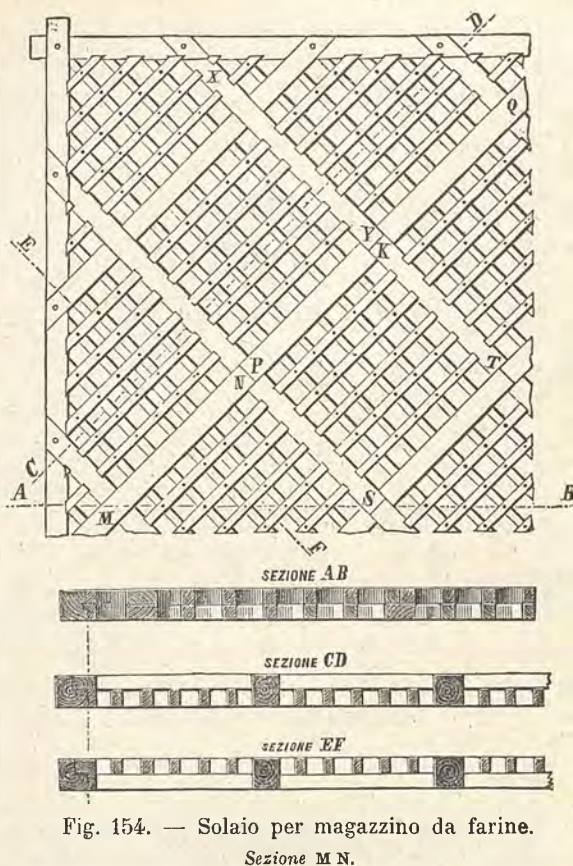 D
X
Q
E
Y
K
P
T
N
C
A
M
S
B
F
SEZIONE AB
SEZIONE CD
SEZIONE EF
Fig. 154. — Solaio per magazzino da farine.
Sezione M N.